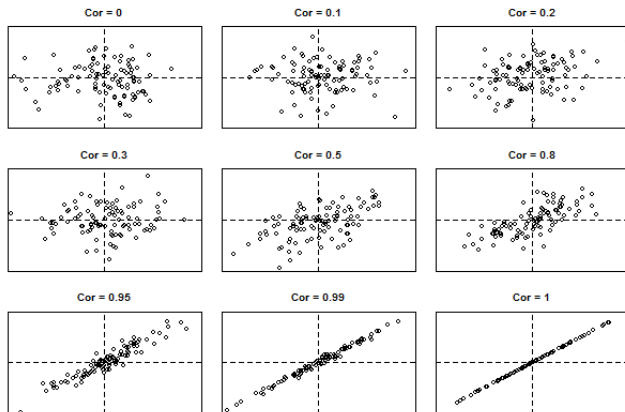 Cor = 0
Cor = 0.1
Cor = 0.2
Cor = 0.3
Cor = 0.5
Cor = 0.8
Cor = 0.95
Cor = 0.99
Cor = 1